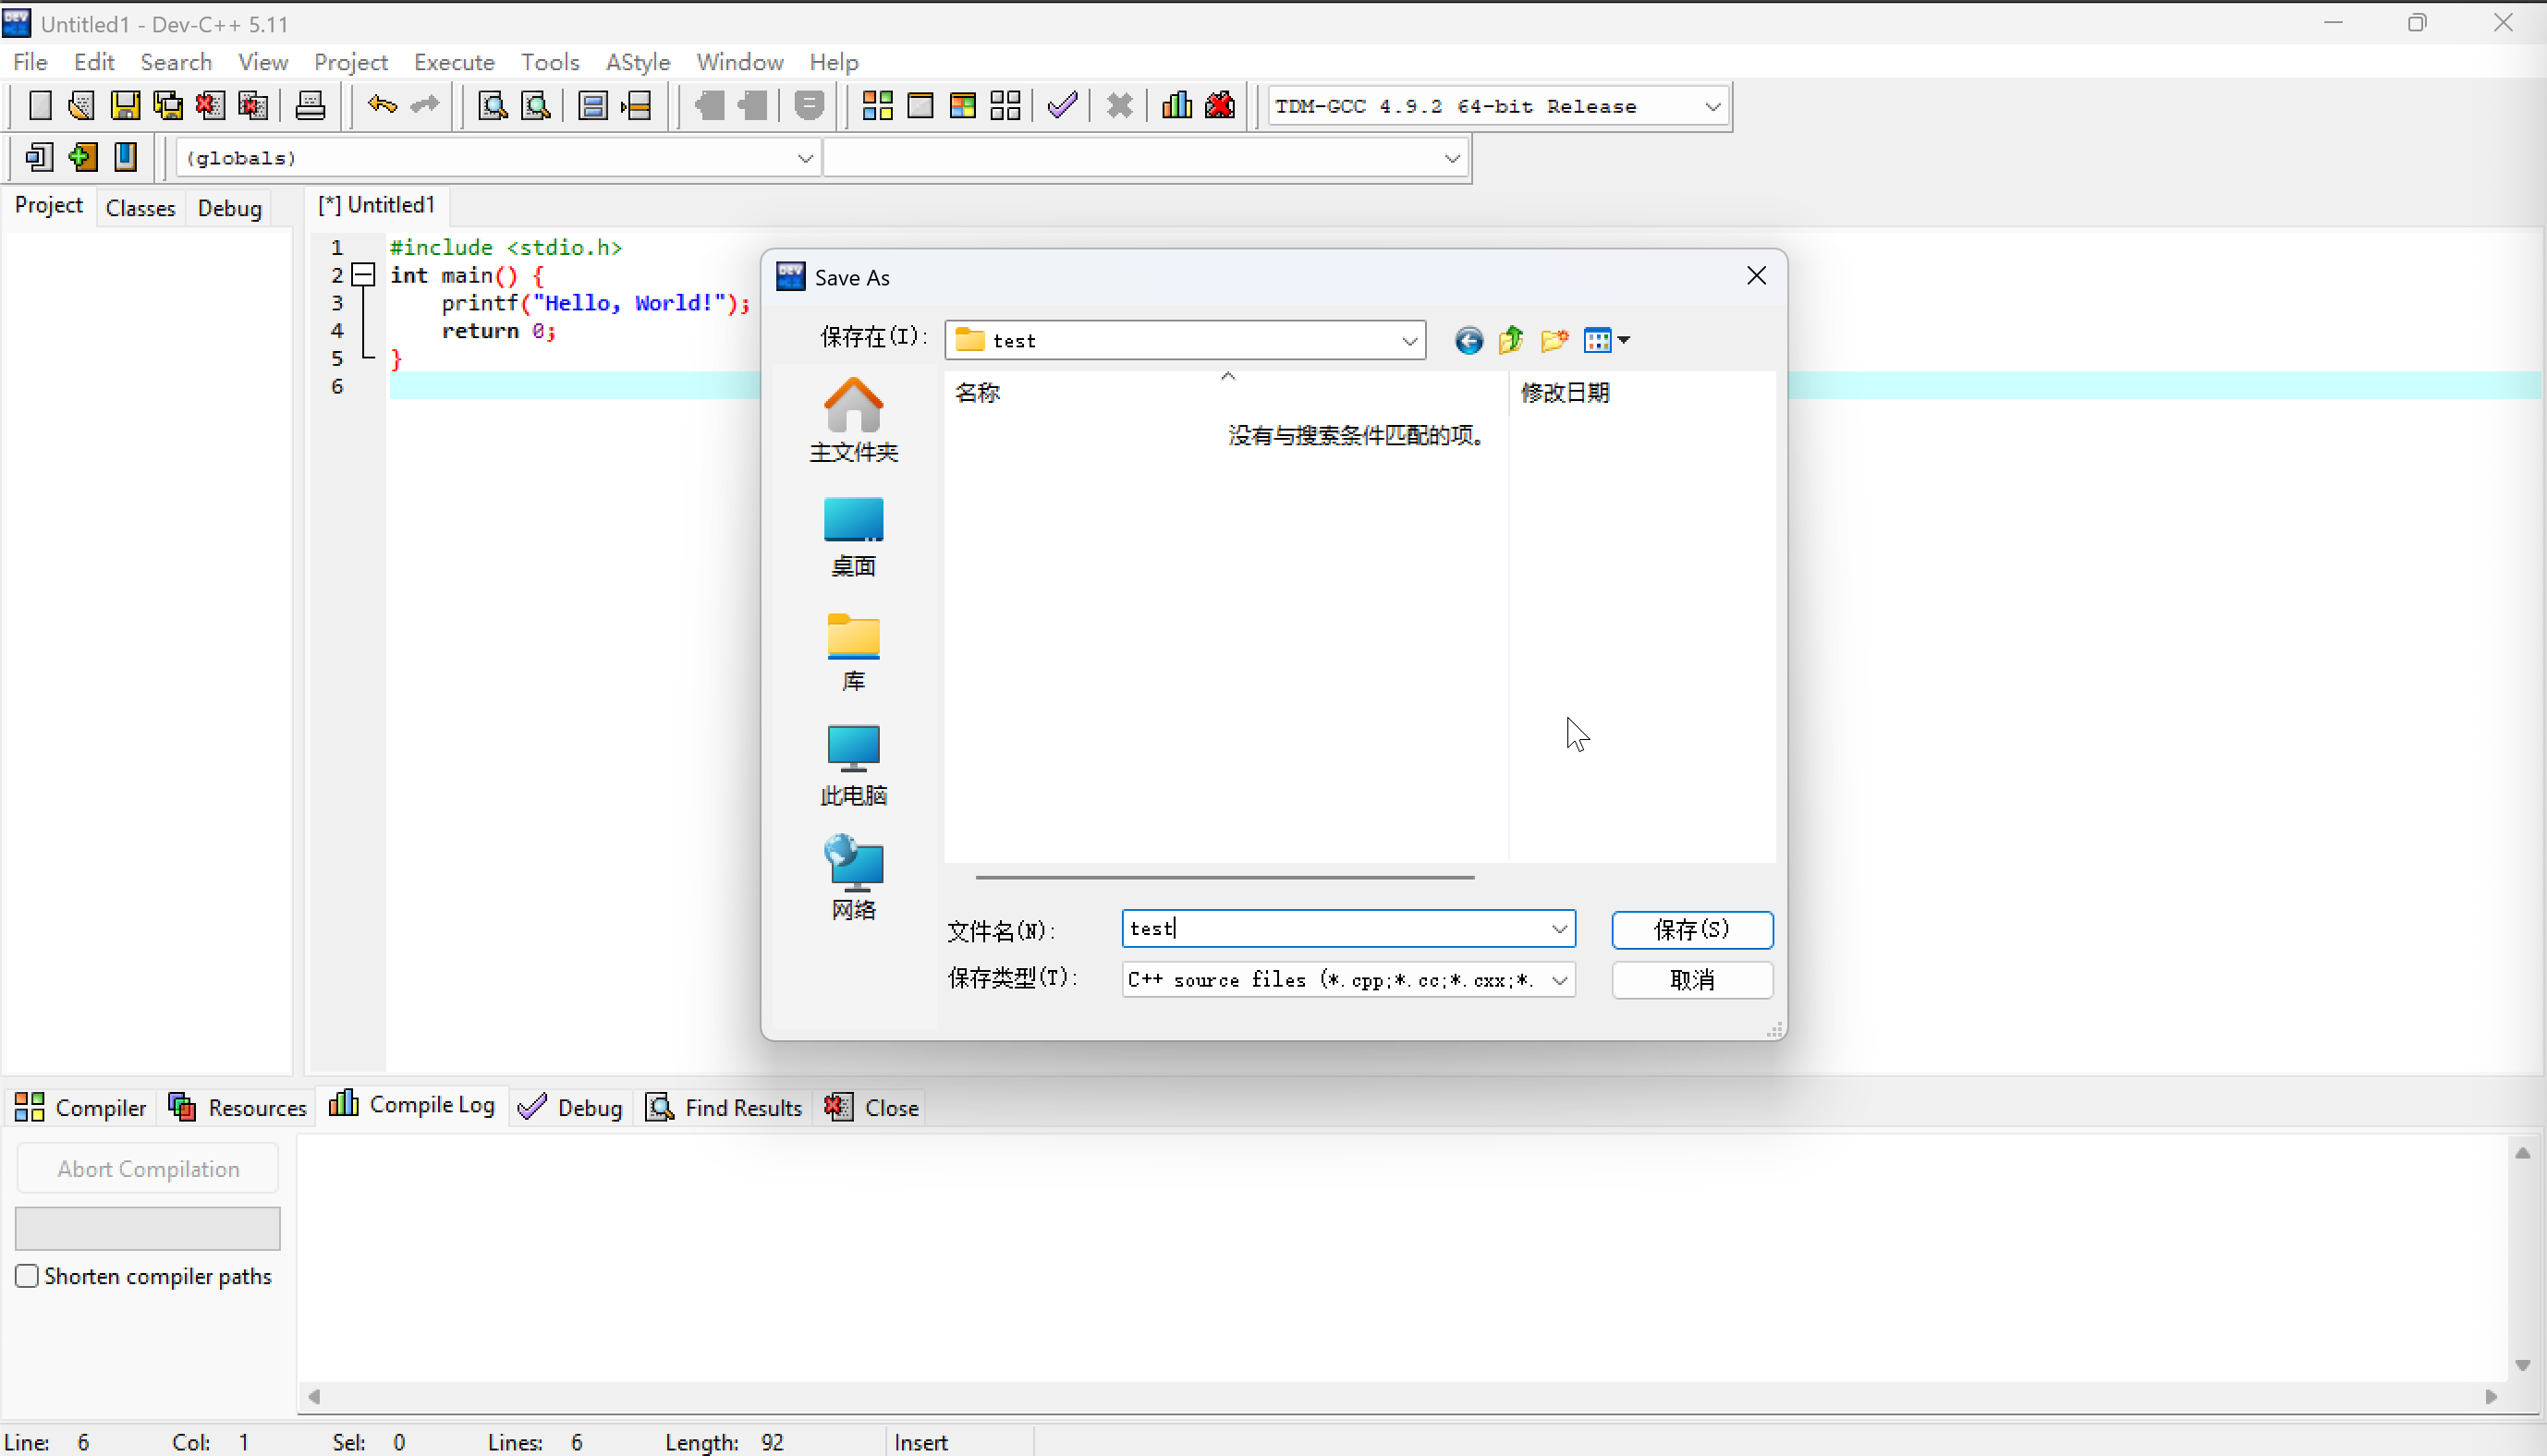 Untitled1 - Dev-C++ 5.11
File Edit Search View Project Execute Tools AStyle Window Help
TDM-GCC 4.9.2 64-bit Release
(globals)
Project Classes Debug
[*] Untitled1
1 #include <stdio.h>
2 int main() {
3 printf("Hello, World!");
4 return 0;
5 }
6
Save As
保存在(I):
test
名称 修改日期
没有与搜索条件匹配的项。
主文件夹
桌面
库
此电脑
网络
文件名(N):
test
保存(S)
保存类型(T):
C++ source files (*.cpp;*.cc;*.cxx;*.
取消
Compiler Resources Compile Log Debug Find Results Close
Abort Compilation
Shorten compiler paths
Line: 6 Col: 1 Sel: 0 Lines: 6 Length: 92 Insert